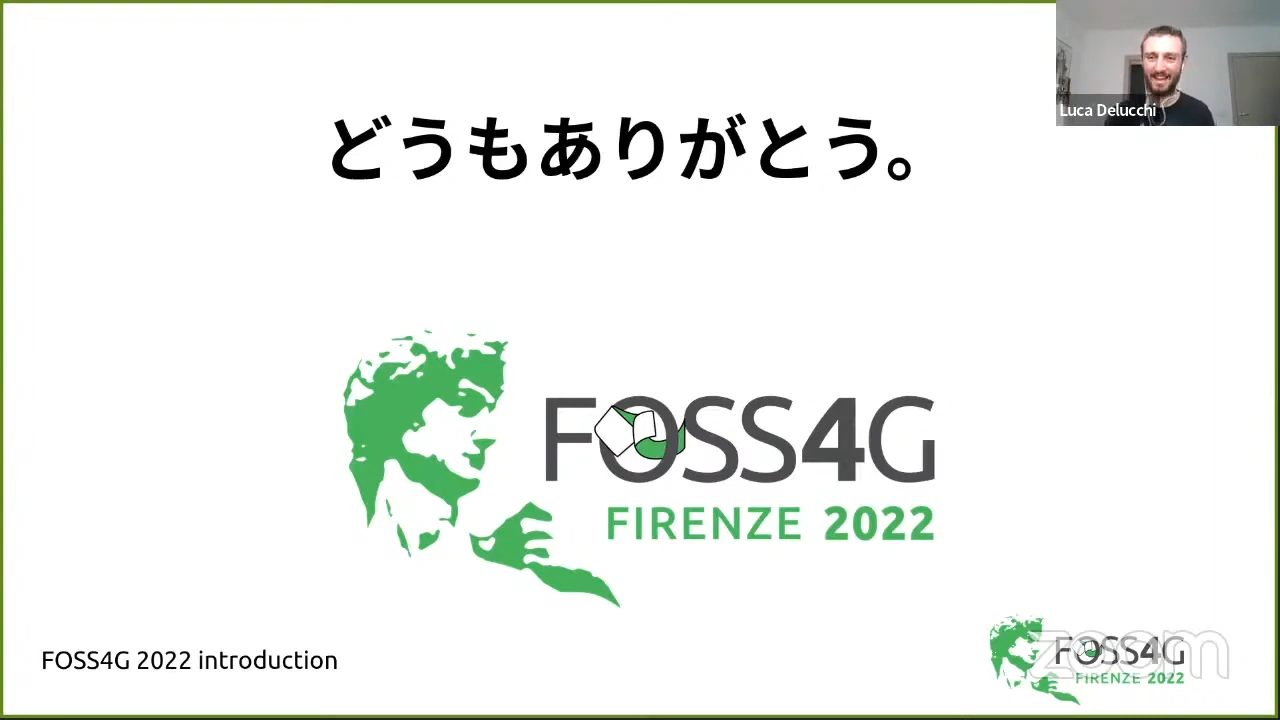 Luca Delucchi
どうもありがとう。
FOSS4G
FIRENZE 2022
FOSS4G 2022 introduction
FOSS4G
FIRENZE 2022
zoom